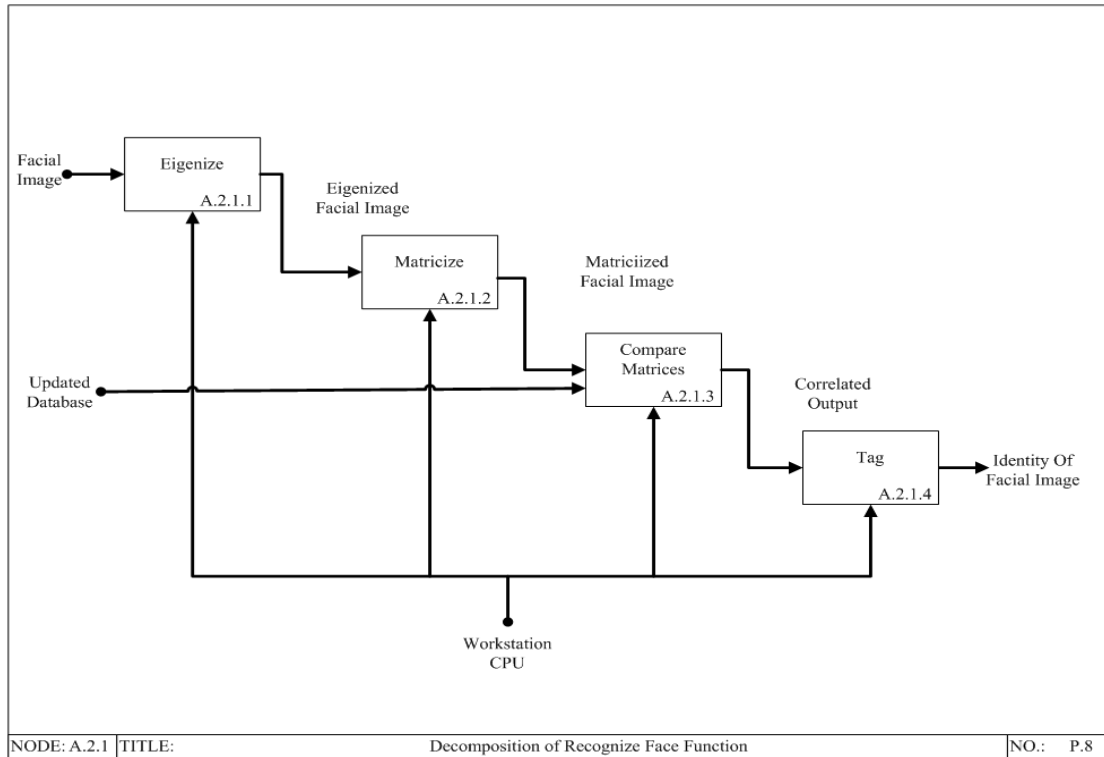 Facial
Image
Eigenize
A.2.1.1
Eigenized
Facial Image
Matricize
A.2.1.2
Matriciized
Facial Image
Updated
Database
Compare
Matrices
A.2.1.3
Correlated
Output
Tag
A.2.1.4
Identity Of
Facial Image
Workstation
CPU
NODE: A.2.1 TITLE: Decomposition of Recognize Face Function NO.: P.8